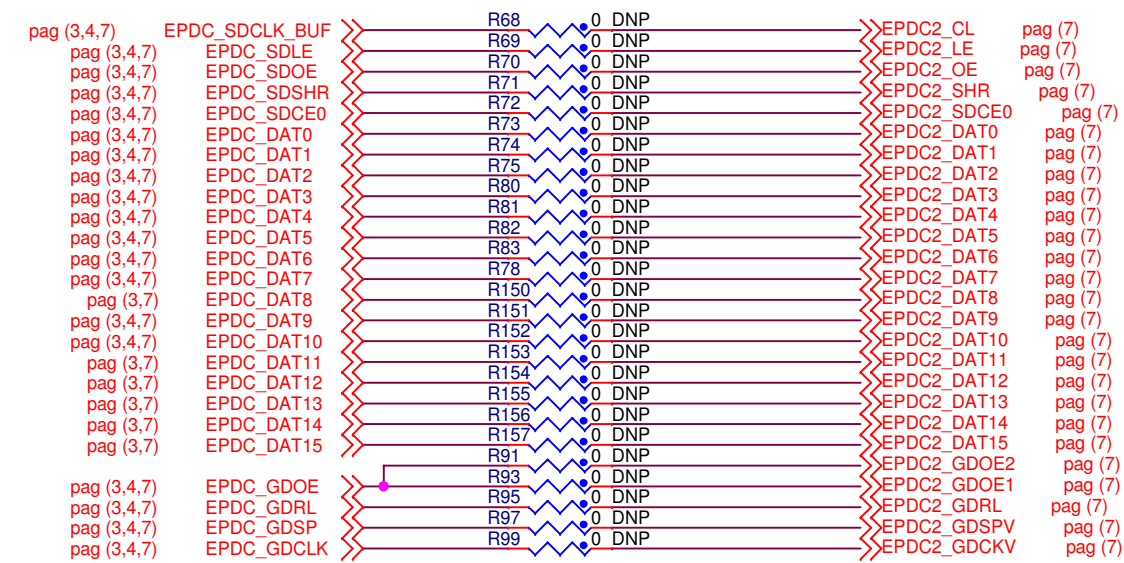 pag (3,4,7) EPDC_SDCLK_BUF R68 0 DNP EPDC2_CL pag (7)
pag (3,4,7) EPDC_SDLE R69 0 DNP EPDC2_LE pag (7)
pag (3,4,7) EPDC_SDOE R70 0 DNP EPDC2_OE pag (7)
pag (3,4,7) EPDC_SDSHR R71 0 DNP EPDC2_SHR pag (7)
pag (3,4,7) EPDC_SDCE0 R72 0 DNP EPDC2_SDCE0 pag (7)
pag (3,4,7) EPDC_DAT0 R73 0 DNP EPDC2_DAT0 pag (7)
pag (3,4,7) EPDC_DAT1 R74 0 DNP EPDC2_DAT1 pag (7)
pag (3,4,7) EPDC_DAT2 R75 0 DNP EPDC2_DAT2 pag (7)
pag (3,4,7) EPDC_DAT3 R80 0 DNP EPDC2_DAT3 pag (7)
pag (3,4,7) EPDC_DAT4 R81 0 DNP EPDC2_DAT4 pag (7)
pag (3,4,7) EPDC_DAT5 R82 0 DNP EPDC2_DAT5 pag (7)
pag (3,4,7) EPDC_DAT6 R83 0 DNP EPDC2_DAT6 pag (7)
pag (3,4,7) EPDC_DAT7 R78 0 DNP EPDC2_DAT7 pag (7)
pag (3,7) EPDC_DAT8 R150 0 DNP EPDC2_DAT8 pag (7)
pag (3,4,7) EPDC_DAT9 R151 0 DNP EPDC2_DAT9 pag (7)
pag (3,4,7) EPDC_DAT10 R152 0 DNP EPDC2_DAT10 pag (7)
pag (3,7) EPDC_DAT11 R153 0 DNP EPDC2_DAT11 pag (7)
pag (3,7) EPDC_DAT12 R154 0 DNP EPDC2_DAT12 pag (7)
pag (3,7) EPDC_DAT13 R155 0 DNP EPDC2_DAT13 pag (7)
pag (3,7) EPDC_DAT14 R156 0 DNP EPDC2_DAT14 pag (7)
pag (3,7) EPDC_DAT15 R157 0 DNP EPDC2_DAT15 pag (7)
R91 0 DNP EPDC2_GDOE2 pag (7)
pag (3,4,7) EPDC_GDOE R93 0 DNP EPDC2_GDOE1 pag (7)
pag (3,4,7) EPDC_GDRL R95 0 DNP EPDC2_GDRL pag (7)
pag (3,4,7) EPDC_GDSP R97 0 DNP EPDC2_GDSPV pag (7)
pag (3,4,7) EPDC_GDCLK R99 0 DNP EPDC2_GDCKV pag (7)